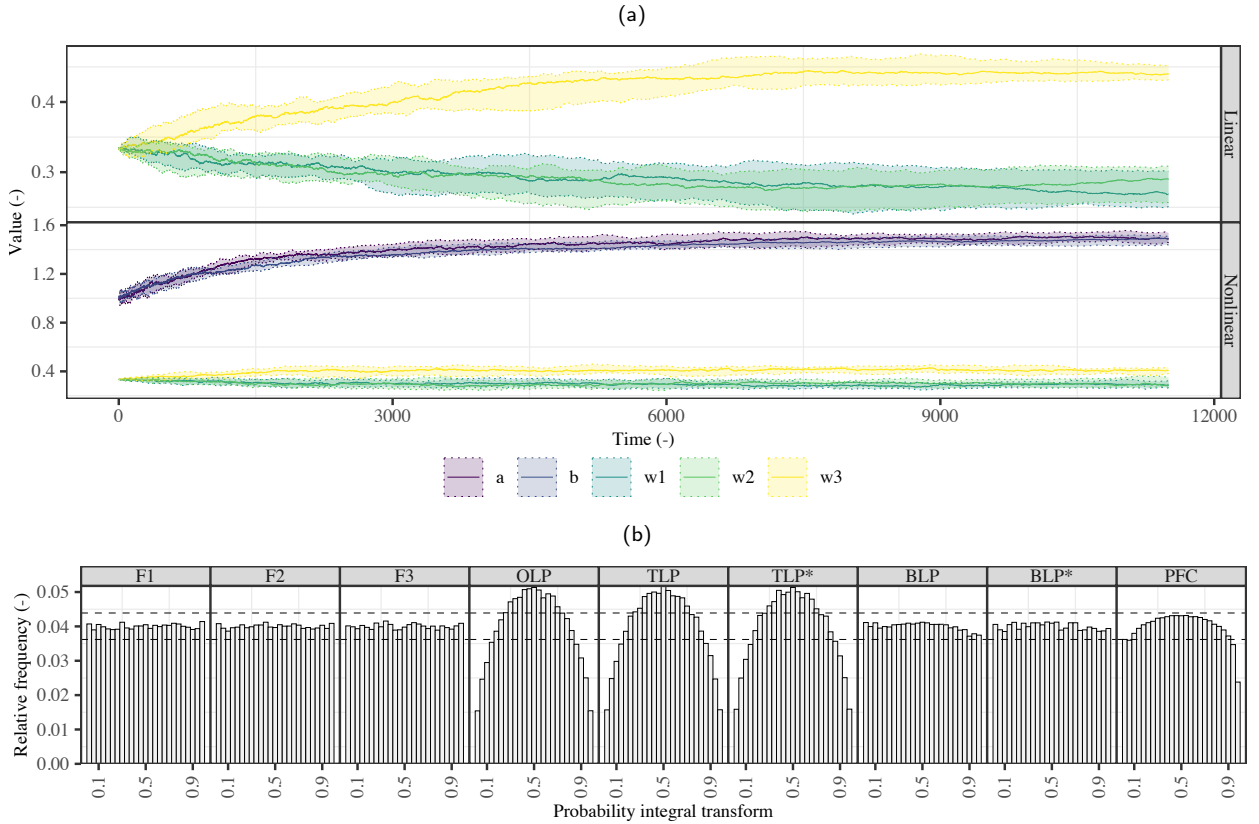 (a)
Value (-)
0.4
0.3
Linear
1.6
1.2
0.8
0.4
Nonlinear
0 3000 6000 9000 12000
Time (-)
a b w1 w2 w3
(b)
F1 F2 F3 OLP TLP TLP* BLP BLP* PFC
Relative frequency (-)
0.05
0.04
0.03
0.02
0.01
0.00
0.1 0.5 0.9 0.1 0.5 0.9 0.1 0.5 0.9 0.1 0.5 0.9 0.1 0.5 0.9 0.1 0.5 0.9 0.1 0.5 0.9 0.1 0.5 0.9 0.1 0.5 0.9
Probability integral transform